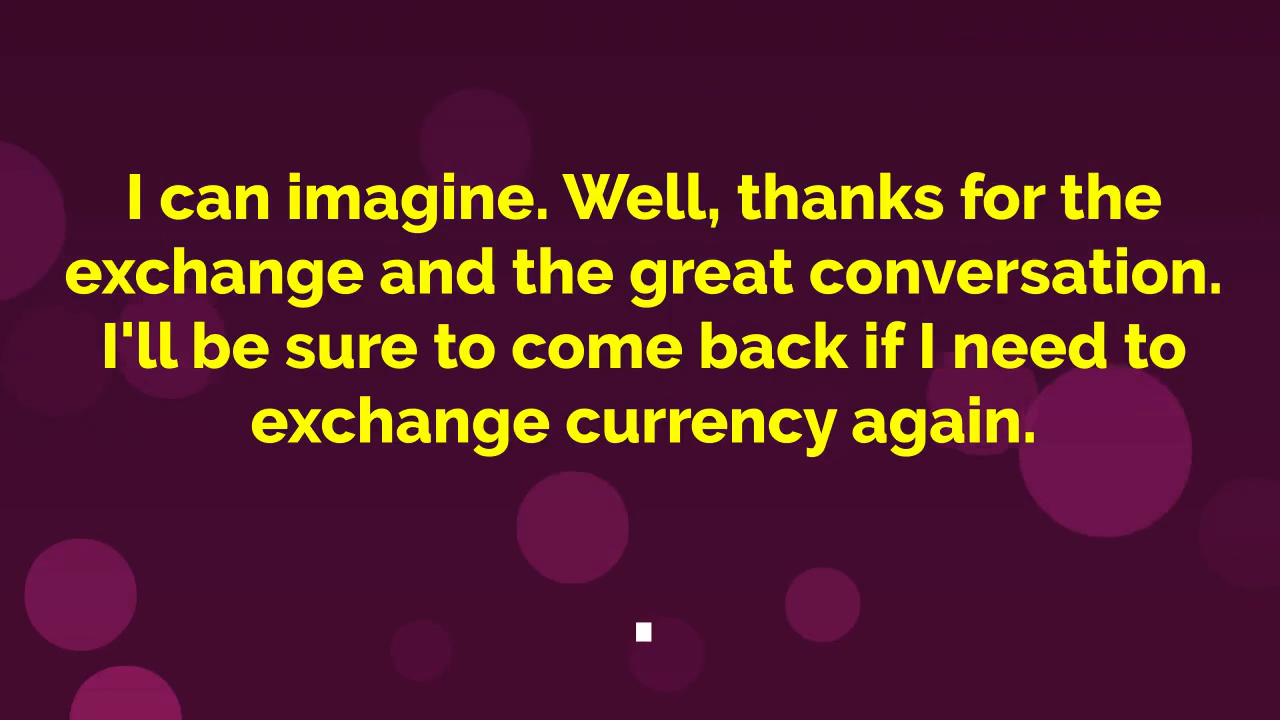 I can imagine. Well, thanks for the
exchange and the great conversation.
I'll be sure to come back if I need to
exchange currency again.